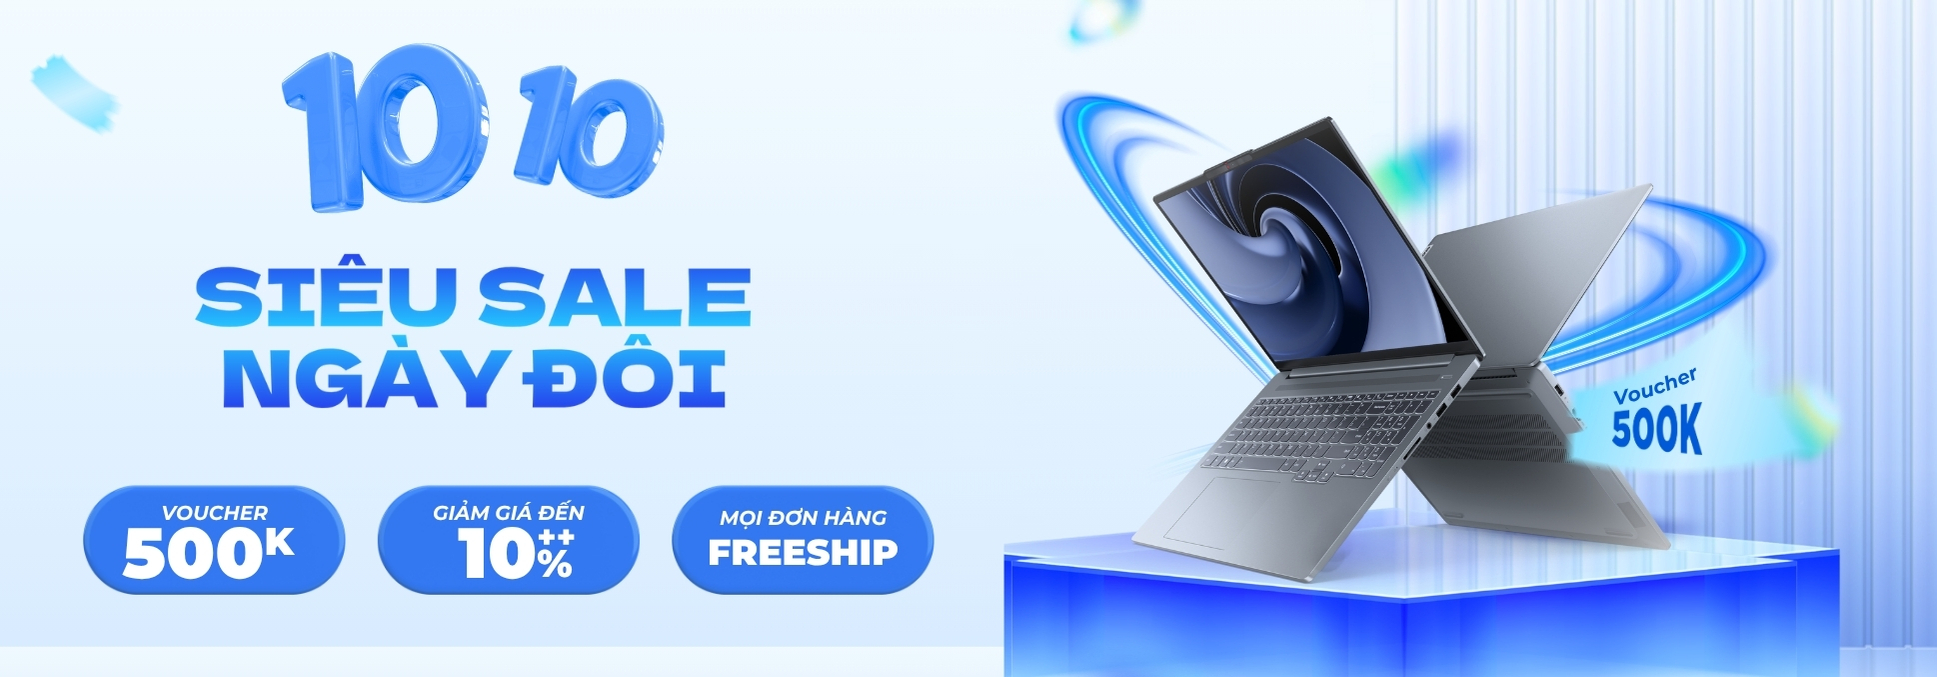 10 10
SIÊU SALE
NGÀY ĐÔI
VOUCHER
500K
GIẢM GIÁ ĐẾN
10++%
MỌI ĐƠN HÀNG
FREESHIP
Voucher
500K